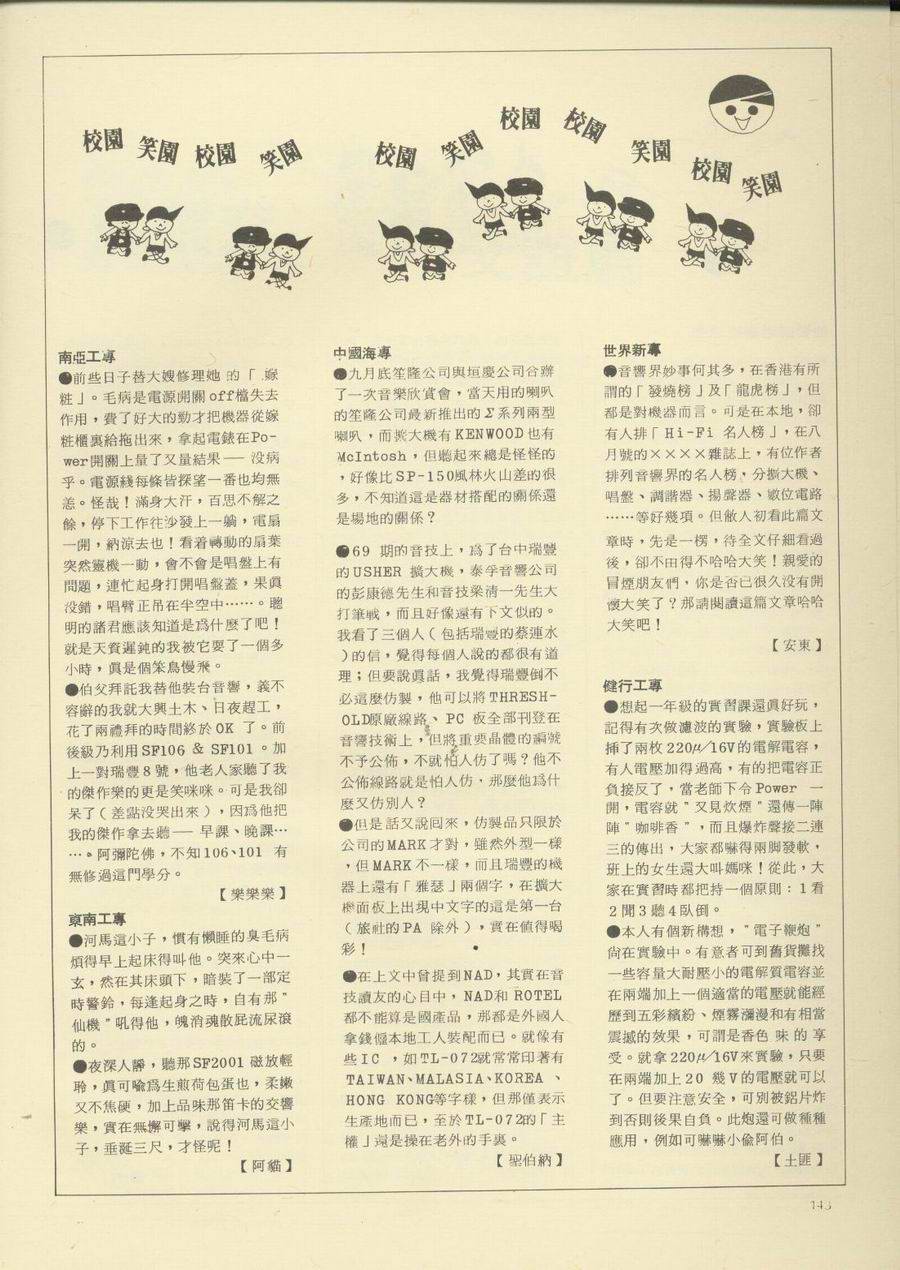 校園 笑園 校園 笑園 校園 笑園 校園 校園 笑園 校園 笑園
南亞工專
●前些日子替大嫂修理她的「嫁
粧」。毛病是電源開關off檔失去
作用，費了好大的勁才把機器從嫁
粧櫃裏給拖出來，拿起電錶在Po-
wer開關上量了又量結果── 沒病
乎。電源綫每條皆探望一番也均無
恙。怪哉！滿身大汗，百思不解之
餘，停下工作往沙發上一躺，電扇
一開，納涼去也！看着轉動的扇葉
突然靈機一動，會不會是唱盤上有
問題，連忙起身打開唱盤蓋，果眞
沒錯，唱臂正吊在半空中……。聰
明的諸君應該知道是爲什麼了吧！
就是天資遲鈍的我被它耍了一個多
小時，眞是個笨鳥慢飛。
●伯父拜託我替他裝台音響，義不
容辭的我就大興土木、日夜趕工，
花了兩禮拜的時間終於OK 了。前
後級乃利用SF106 & SF101 。加
上一對瑞豐8號，他老人家聽了我
的傑作樂的更是笑咪咪。可是我卻
呆了（差點沒哭出來），因爲他把
我的傑作拿去聽── 早課、晚課…
…。阿彌陀佛，不知106、101 有
無修過這門學分。
【樂樂樂】
東南工專
●河馬這小子，慣有懶睡的臭毛病
煩得早上起床得叫他。突來心中一
玄，然在其床頭下，暗裝了一部定
時警鈴，每逢起身之時，自有那＂
仙機＂吼得他，魄消魂散屁流尿滾
的。
●夜深人靜，聽那SF2001 磁放輕
聆，眞可喩爲生煎荷包蛋也，柔嫩
又不焦硬，加上品味那笛卡的交響
樂，實在無懈可擊，說得河馬這小
子，垂涎三尺，才怪呢！
【阿貓】
中國海專
●九月底笙隆公司與垣慶公司合辦
了一次音樂欣賞會，當天用的喇叭
的笙隆公司最新推出的Σ系列兩型
喇叭，而擴大機有KENWOOD也有
McIntosh，但聽起來總是怪怪的
，好像比SP-150風林火山差的很
多，不知道這是器材搭配的關係還
是場地的關係？
●69 期的音技上，爲了台中瑞豐
的USHER 擴大機，泰孚音響公司
的彭康德先生和音技梁清一先生大
打筆戰，而且好像還有下文似的。
我看了三個人（包括瑞豐的蔡連水
）的信，覺得每個人說的都很有道
理；但要說眞話，我覺得瑞豐倒不
必這麼仿製，他可以將THRESH-
OLD原廠線路、PC 板全部刊登在
音響技術上，但將重要晶體的編號
不予公佈，不就怕人仿了嗎？他不
公佈線路就是怕人仿，那麼他爲什
麼又仿別人？
●但是話又說回來，仿製品只限於
公司的MARK才對，雖然外型一樣
，但MARK不一樣，而且瑞豐的機
器上還有「雅瑟」兩個字，在擴大
機面板上出現中文字的這是第一台
（旅社的PA 除外），實在値得喝
彩！
●在上文中曾提到NAD，其實在音
技讀友的心目中，NAD和 ROTEL
都不能算是國產品，那都是外國人
拿錢僱本地工人裝配而已。就像有
些IC ，如TL-072就常常印著有
TAIWAN、MALASIA、KOREA 、
HONG KONG等字樣，但那僅表示
生產地而已，至於TL-072的「主
權」還是操在老外的手裏。
【聖伯納】
世界新專
●音響界妙事何其多，在香港有所
謂的「發燒榜」及「龍虎榜」，但
都是對機器而言。可是在本地，卻
有人排「Hi-Fi 名人榜」，在八
月號的××××雜誌上，有位作者
排列音響界的名人榜，分擴大機、
唱盤、調諧器、揚聲器、數位電路
……等好幾項。但敝人初看此篇文
章時，先是一楞，待全文仔細看過
後，卻不由得不哈哈大笑！親愛的
冒煙朋友們，你是否已很久沒有開
懷大笑了？那請閱讀這篇文章哈哈
大笑吧！
【安東】
健行工專
●想起一年級的實習課還眞好玩，
記得有次做濾波的實驗，實驗板上
揷了兩枚220μ╱16V的電解電容，
有人電壓加得過高，有的把電容正
負接反了，當老師下令Power 一
開，電容就＂又見炊煙＂還傳一陣
陣＂咖啡香＂，而且爆炸聲接二連
三的傳出，大家都嚇得兩脚發軟，
班上的女生還大叫媽咪！從此，大
家在實習時都把持一個原則：1看
2聞3聽4臥倒。
●本人有個新構想，＂電子鞭炮＂
尙在實驗中。有意者可到舊貨攤找
一些容量大耐壓小的電解質電容並
在兩端加上一個適當的電壓就能經
歷到五彩繽紛、煙霧瀰漫和有相當
震撼的效果，可謂是香色 味 的 享
受。就拿220μ╱16V來實驗，只要
在兩端加上20 幾V的電壓就可以
了。但要注意安全，可別被鋁片炸
到否則後果自負。此炮還可做種種
應用，例如可嚇嚇小偸阿伯。
【土匪】
143